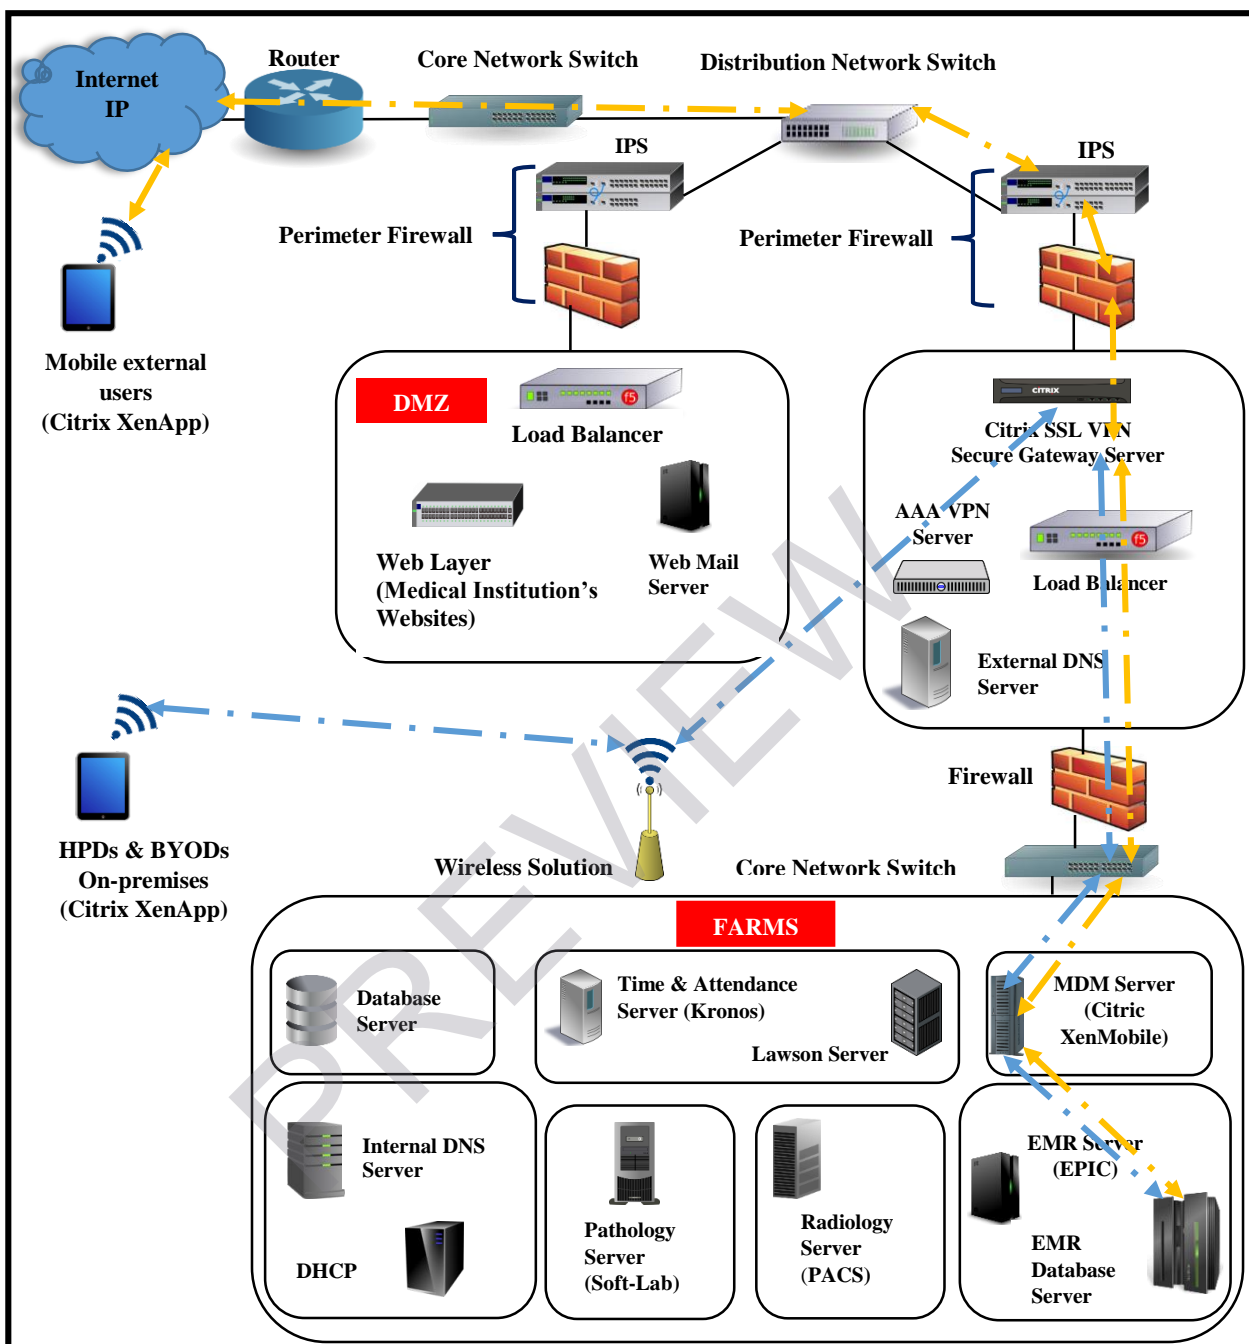 Internet
IP
Router
Core Network Switch
Distribution Network Switch
IPS
IPS
Perimeter Firewall
Perimeter Firewall
Mobile external
users
(Citrix XenApp)
DMZ
f5
Load Balancer
CITRIX
Citrix SSL VPN
Secure Gateway Server
Web Layer
(Medical Institution's
Websites)
Web Mail
Server
AAA VPN
Server
f5
Load Balancer
External DNS
Server
Firewall
HPDs & BYODs
On-premises
(Citrix XenApp)
Wireless Solution
Core Network Switch
FARMS
Database
Server
Time & Attendance
Server (Kronos)
Lawson Server
MDM Server
(Citric
XenMobile)
Internal DNS
Server
DHCP
Pathology
Server
(Soft-Lab)
Radiology
Server
(PACS)
EMR Server
(EPIC)
EMR
Database
Server
PREVIEW